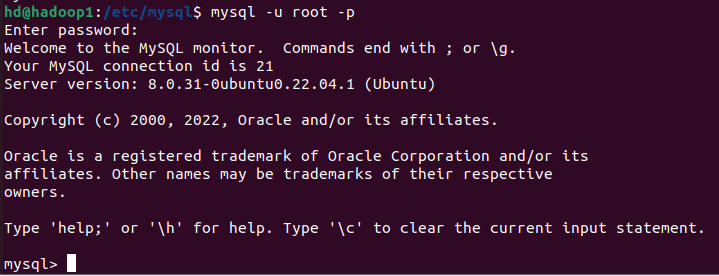 hd@hadoop1:/etc/mysql$ mysql -u root -p
Enter password:
Welcome to the MySQL monitor.  Commands end with ; or \g.
Your MySQL connection id is 21
Server version: 8.0.31-0ubuntu0.22.04.1 (Ubuntu)
Copyright (c) 2000, 2022, Oracle and/or its affiliates.
Oracle is a registered trademark of Oracle Corporation and/or its
affiliates. Other names may be trademarks of their respective
owners.
Type 'help;' or '\h' for help. Type '\c' to clear the current input statement.
mysql>